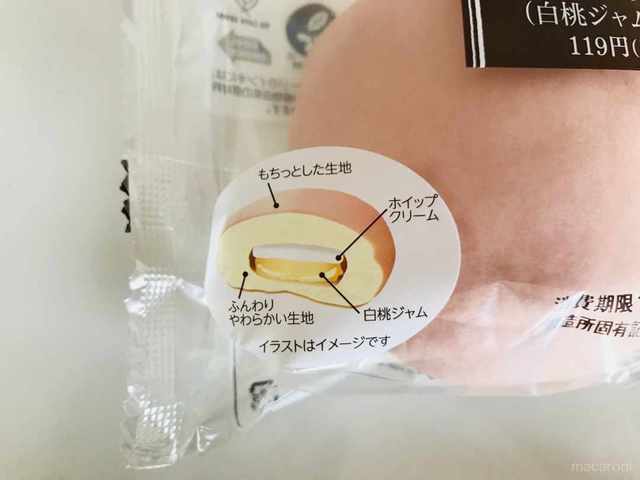 (白桃ジャム
119円(
もちっとした生地
ホイップ
クリーム
ふんわり
やわらかい生地
白桃ジャム
イラストはイメージです
消費期限
造所固有記
macaroni